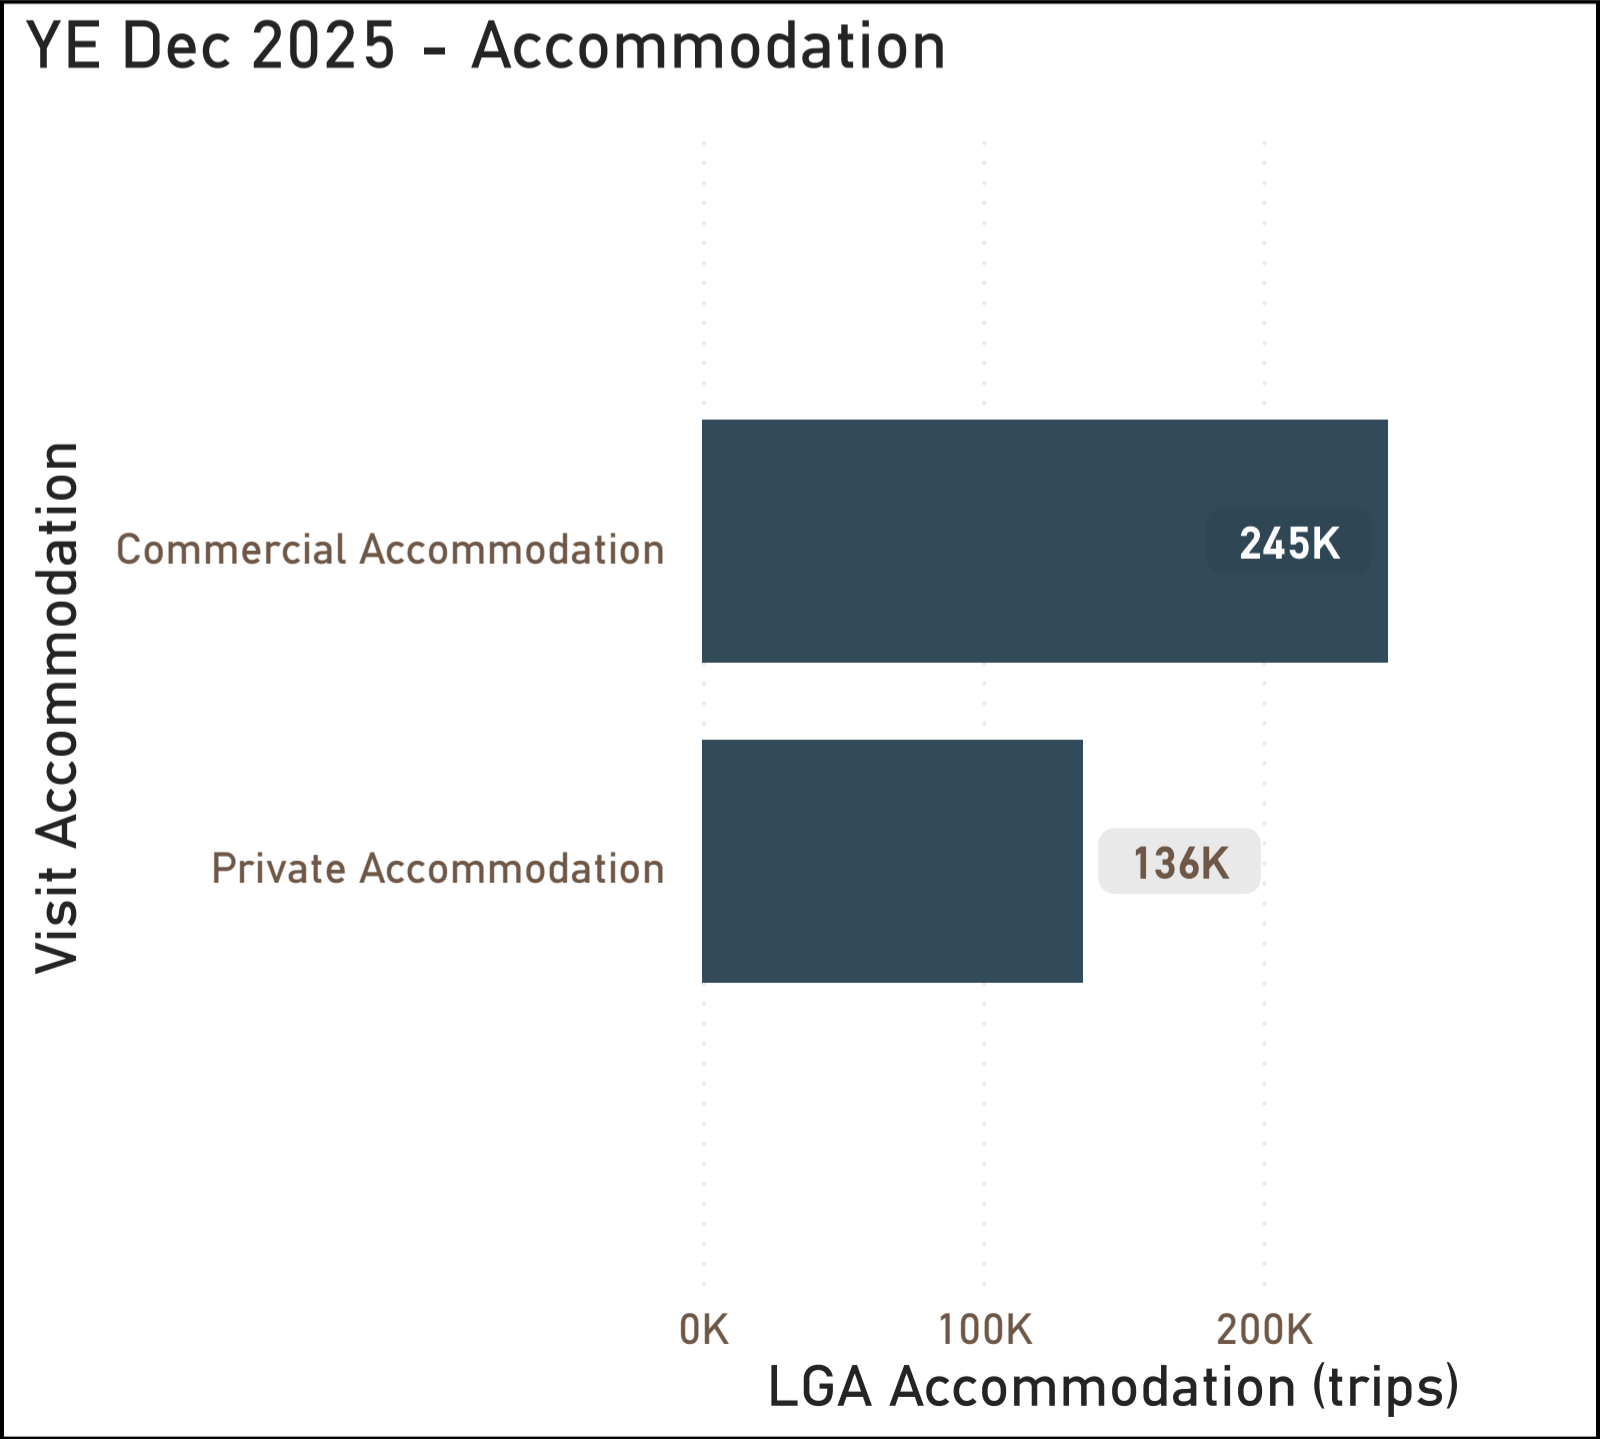 YE Dec 2025 - Accommodation
Visit Accommodation
Commercial Accommodation
245K
Private Accommodation
136K
0K 100K 200K
LGA Accommodation (trips)